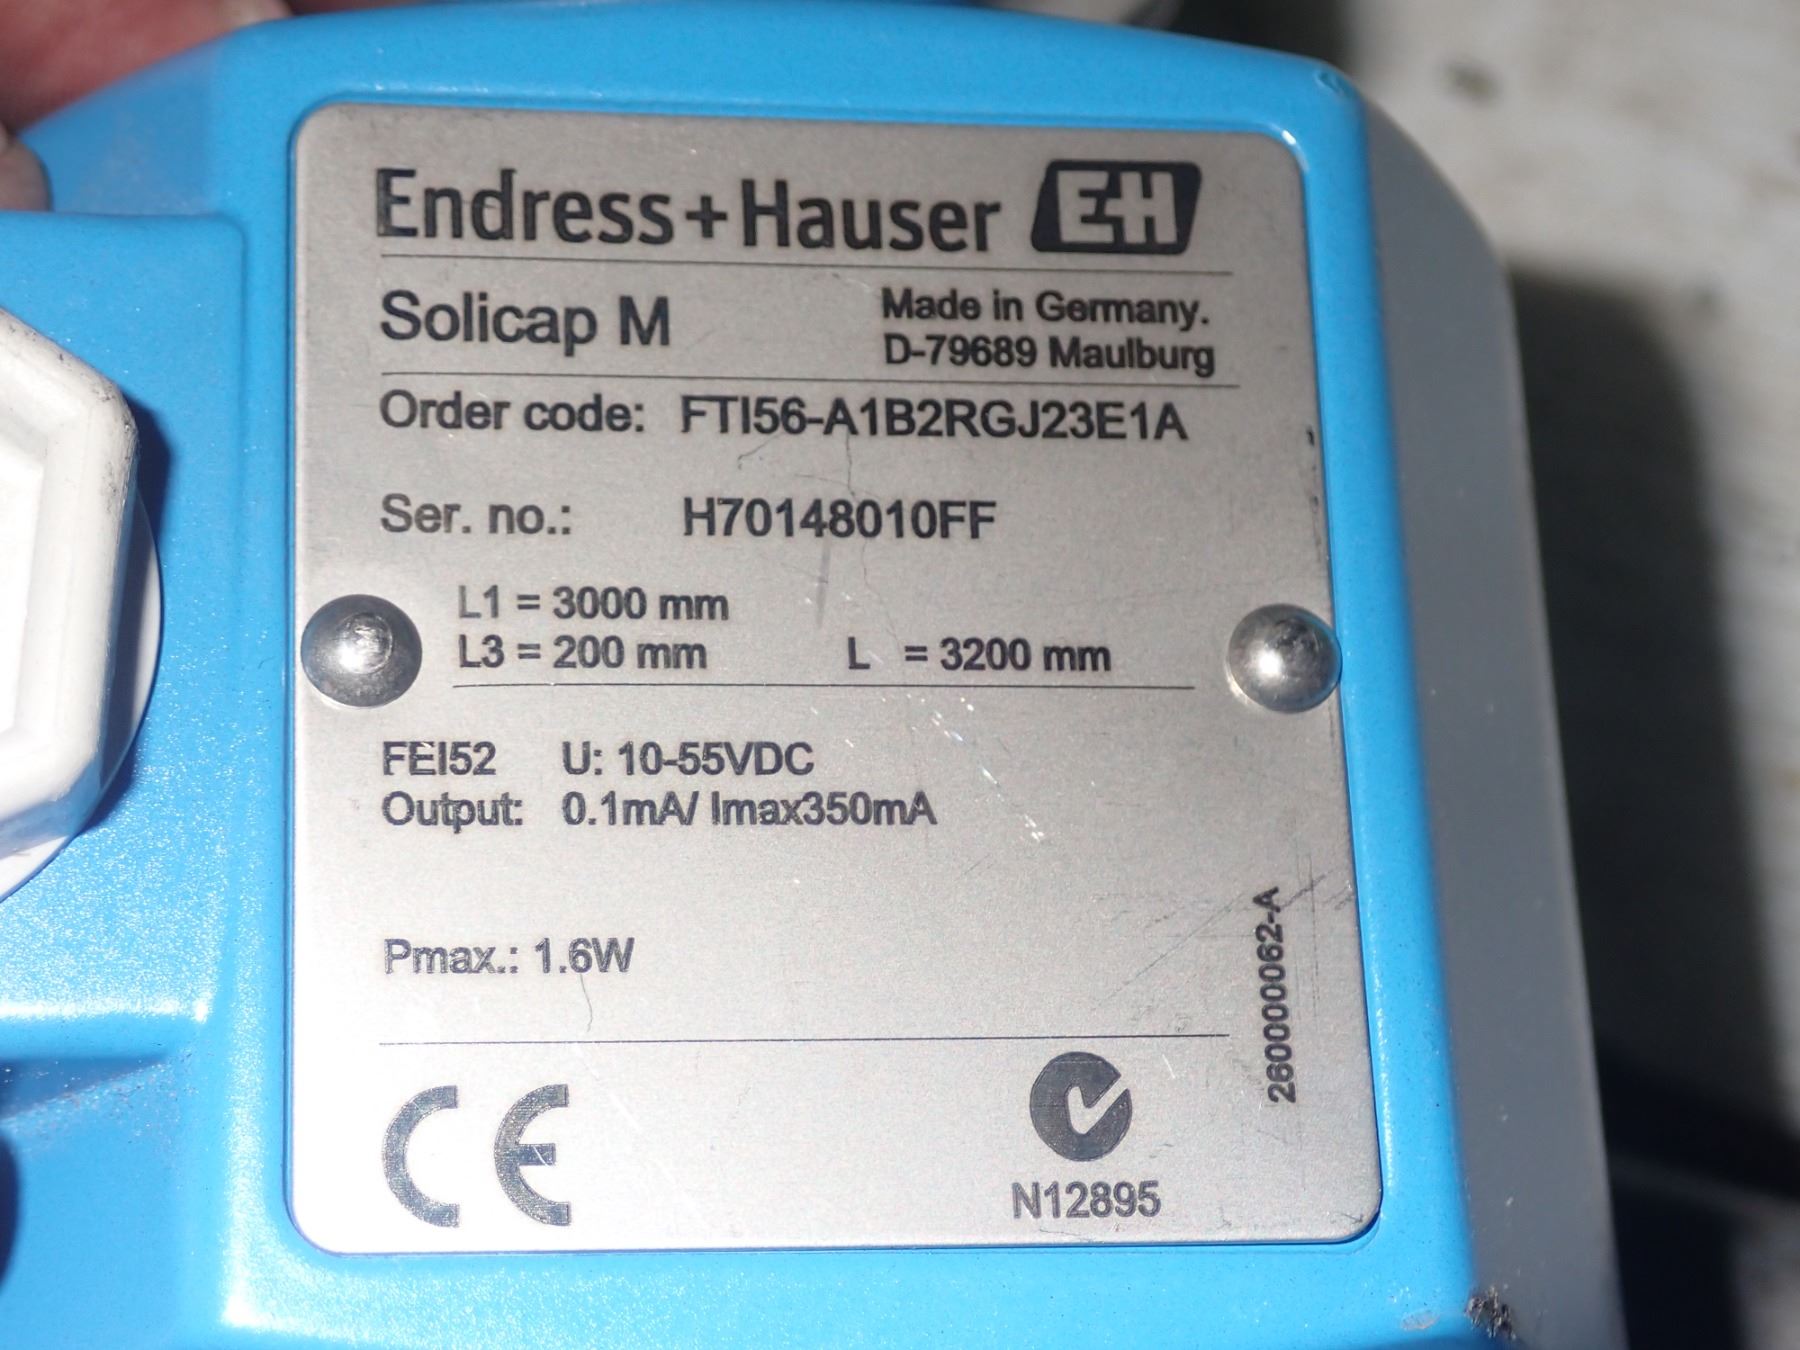 Endress+Hauser EH
Solicap M
Made in Germany.
D-79689 Maulburg
Order code: FTI56-A1B2RGJ23E1A
Ser. no.: H70148010FF
L1 = 3000 mm
L3 = 200 mm L = 3200 mm
FEI52 U: 10-55VDC
Output: 0.1mA/ Imax350mA
Pmax.: 1.6W
260000062-A
CE
N12895